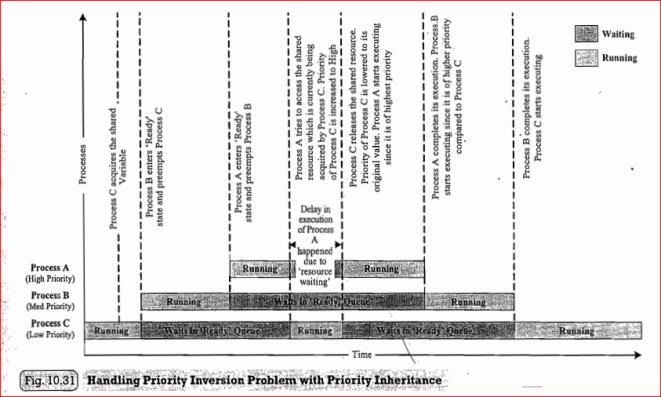 Waiting
Running
Processes
Process C acquires the shared
Variable
Process B enters 'Ready'
state and preempts Process C
Process A enters 'Ready'
state and preempts Process B
Process A tries to access the shared
resource which is currently being
acquired by Process C. Priority
of Process C is increased to High
Process C releases the shared resource.
Priority of Process C is lowered to its
original value. Process A, starts executing
since it is of highest priority
Process A completes its execution. Process B
starts executing since it is of higher priority
compared to Process C
Process B completes its execution.
Process C starts executing
Delay in
execution
of Process
A
happened
due to
'resource
waiting'
Process A
(High Priority)
Running
Running
Process B
(Med Priority)
Running
Waits in 'Ready' Queue
Running
Process C
(Low Priority)
Running
Waits in 'Ready' Queue
Running
Waits in 'Ready' Queue
Running
Time
Fig. 10.31 Handling Priority Inversion Problem with Priority Inheritance